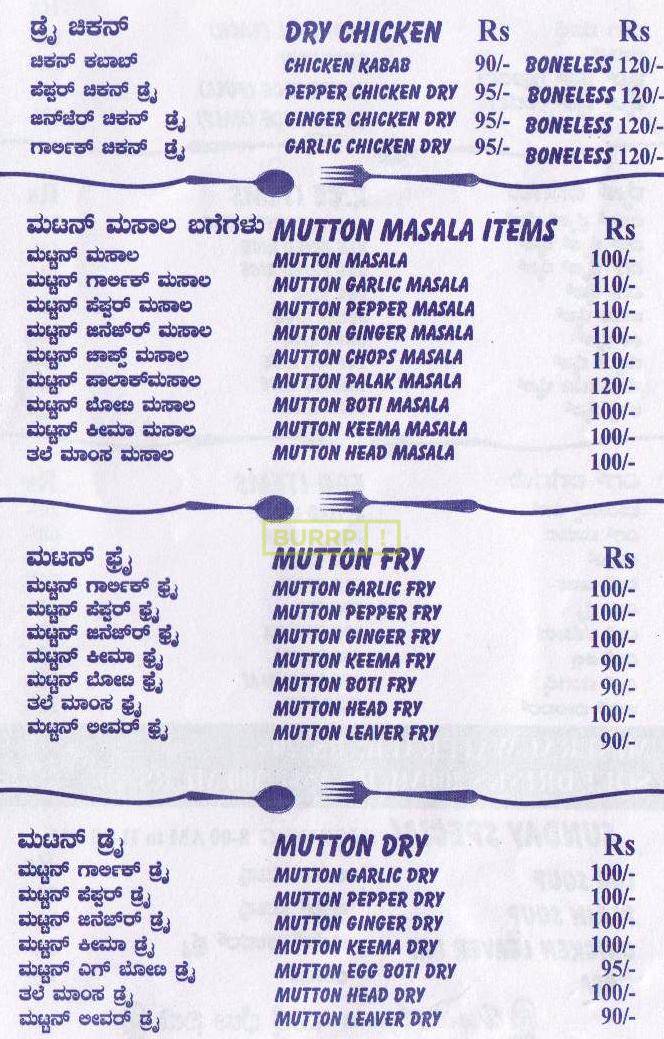 ಡ್ರೈ ಚಿಕನ್ DRY CHICKEN Rs Rs
ಚಿಕನ್ ಕಬಾಬ್ CHICKEN KABAB 90/- BONELESS 120/-
ಪೆಪ್ಪರ್ ಚಿಕನ್ ಡ್ರೈ PEPPER CHICKEN DRY 95/- BONELESS 120/-
ಜನ್‌ಜೆರ್ ಚಿಕನ್ ಡ್ರೈ GINGER CHICKEN DRY 95/- BONELESS 120/-
ಗಾರ್ಲಿಕ್ ಚಿಕನ್ ಡ್ರೈ GARLIC CHICKEN DRY 95/- BONELESS 120/-
ಮಟನ್ ಮಸಾಲ ಬಗೆಗಳು MUTTON MASALA ITEMS Rs
ಮಟ್ಟನ್ ಮಸಾಲ MUTTON MASALA 100/-
ಮಟ್ಟನ್ ಗಾರ್ಲಿಕ್ ಮಸಾಲ MUTTON GARLIC MASALA 110/-
ಮಟ್ಟನ್ ಪೆಪ್ಪರ್ ಮಸಾಲ MUTTON PEPPER MASALA 110/-
ಮಟ್ಟನ್ ಜನೆಜ್‌ರ್ ಮಸಾಲ MUTTON GINGER MASALA 110/-
ಮಟ್ಟನ್ ಚಾಪ್ಸ್ ಮಸಾಲ MUTTON CHOPS MASALA 110/-
ಮಟ್ಟನ್ ಪಾಲಾಕ್‌ಮಸಾಲ MUTTON PALAK MASALA 120/-
ಮಟ್ಟನ್ ಬೋಟಿ ಮಸಾಲ MUTTON BOTI MASALA 100/-
ಮಟ್ಟನ್ ಕೀಮಾ ಮಸಾಲ MUTTON KEEMA MASALA 100/-
ತಲೆ ಮಾಂಸ ಮಸಾಲ MUTTON HEAD MASALA 100/-
BURRP!
ಮಟನ್ ಫ್ರೈ MUTTON FRY Rs
ಮಟ್ಟನ್ ಗಾರ್ಲಿಕ್ ಫ್ರೈ MUTTON GARLIC FRY 100/-
ಮಟ್ಟನ್ ಪೆಪ್ಪರ್ ಫ್ರೈ MUTTON PEPPER FRY 100/-
ಮಟ್ಟನ್ ಜನೆಜ್‌ರ್ ಫ್ರೈ MUTTON GINGER FRY 100/-
ಮಟ್ಟನ್ ಕೀಮಾ ಫ್ರೈ MUTTON KEEMA FRY 90/-
ಮಟ್ಟನ್ ಬೋಟಿ ಫ್ರೈ MUTTON BOTI FRY 90/-
ತಲೆ ಮಾಂಸ ಫ್ರೈ MUTTON HEAD FRY 100/-
ಮಟ್ಟನ್ ಲೀವರ್ ಫ್ರೈ MUTTON LEAVER FRY 90/-
ಮಟನ್ ಡ್ರೈ MUTTON DRY Rs
ಮಟ್ಟನ್ ಗಾರ್ಲಿಕ್ ಡ್ರೈ MUTTON GARLIC DRY 100/-
ಮಟ್ಟನ್ ಪೆಪ್ಪರ್ ಡ್ರೈ MUTTON PEPPER DRY 100/-
ಮಟ್ಟನ್ ಜನೆಜ್‌ರ್ ಡ್ರೈ MUTTON GINGER DRY 100/-
ಮಟ್ಟನ್ ಕೀಮಾ ಡ್ರೈ MUTTON KEEMA DRY 100/-
ಮಟ್ಟನ್ ಎಗ್ ಬೋಟಿ ಡ್ರೈ MUTTON EGG BOTI DRY 95/-
ತಲೆ ಮಾಂಸ ಡ್ರೈ MUTTON HEAD DRY 100/-
ಮಟ್ಟನ್ ಲೀವರ್ ಡ್ರೈ MUTTON LEAVER DRY 90/-